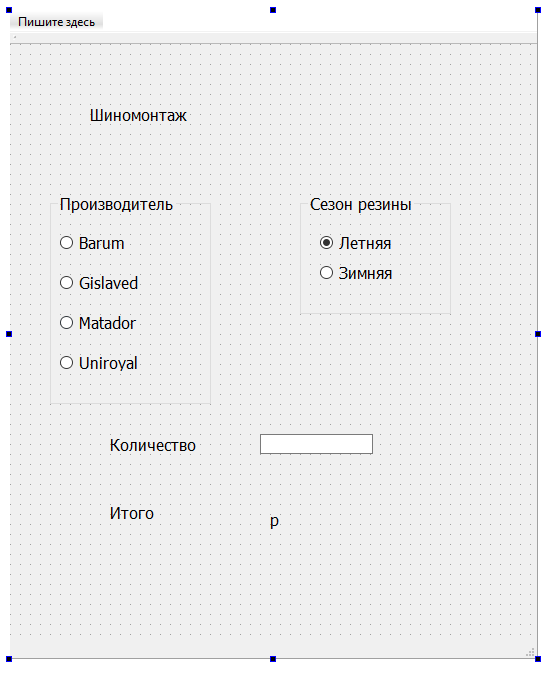 Пишите здесь
Шиномонтаж
Производитель
Barum
Gislaved
Matador
Uniroyal
Сезон резины
Летняя
Зимняя
Количество
Итого
р